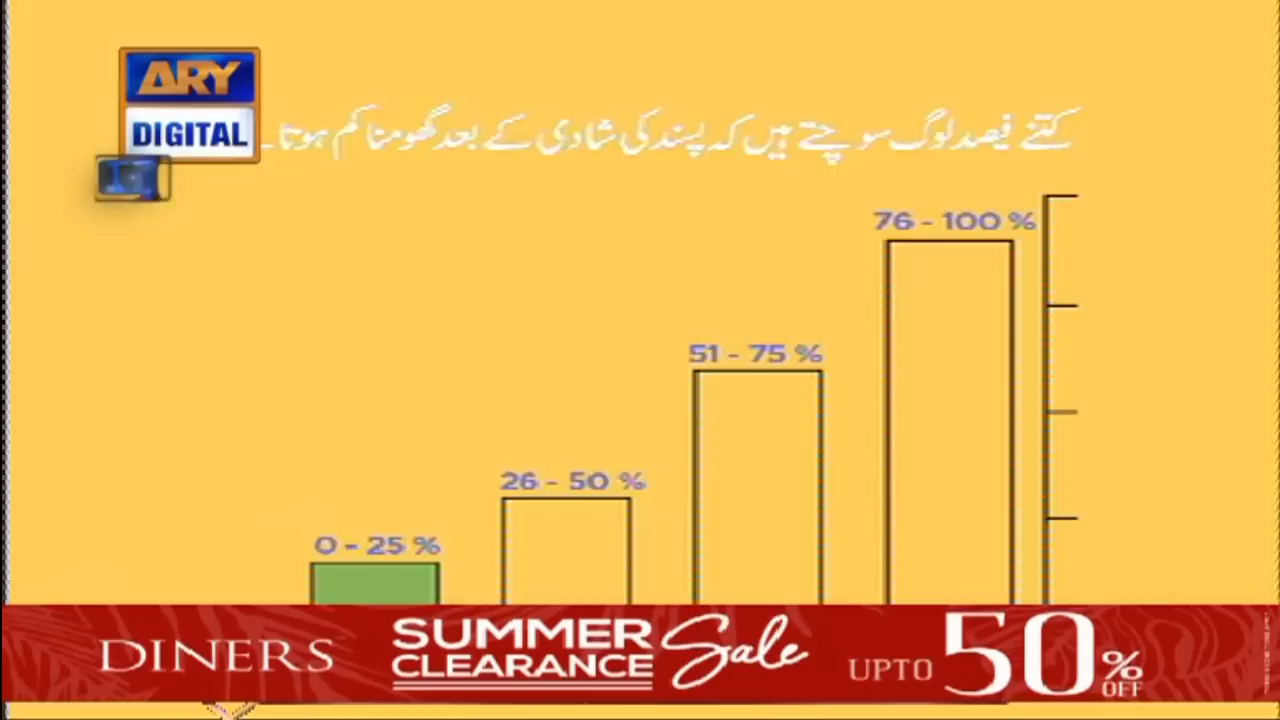 ARY
DIGITAL
کتنے فیصد لوگ سوچتے ہیں کہ پسند کی شادی کے بعد گھومنا کم ہوتا
76 - 100 %
51 - 75 %
26 - 50 %
0 - 25 %
DINERS
SUMMER
CLEARANCE
Sale
UPTO 50%
OFF